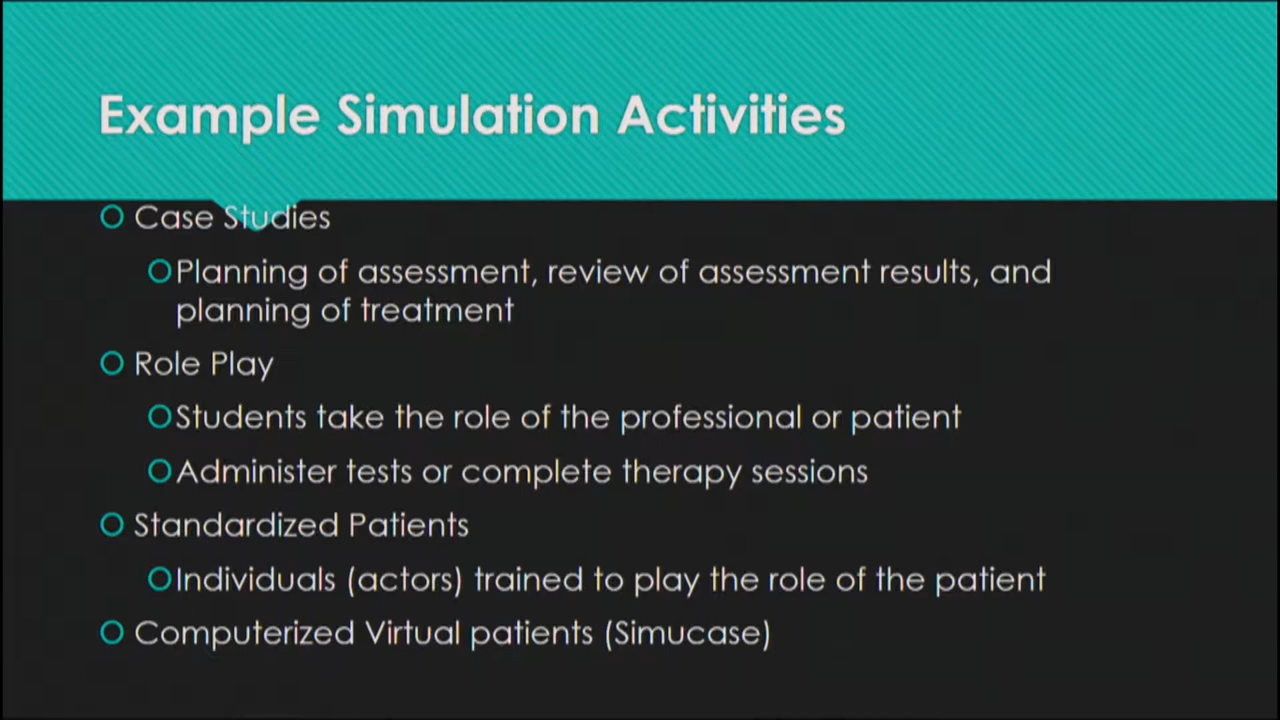 Example Simulation Activities
Case Studies
Planning of assessment, review of assessment results, and
planning of treatment
Role Play
Students take the role of the professional or patient
Administer tests or complete therapy sessions
Standardized Patients
Individuals (actors) trained to play the role of the patient
Computerized Virtual patients (Simucase)